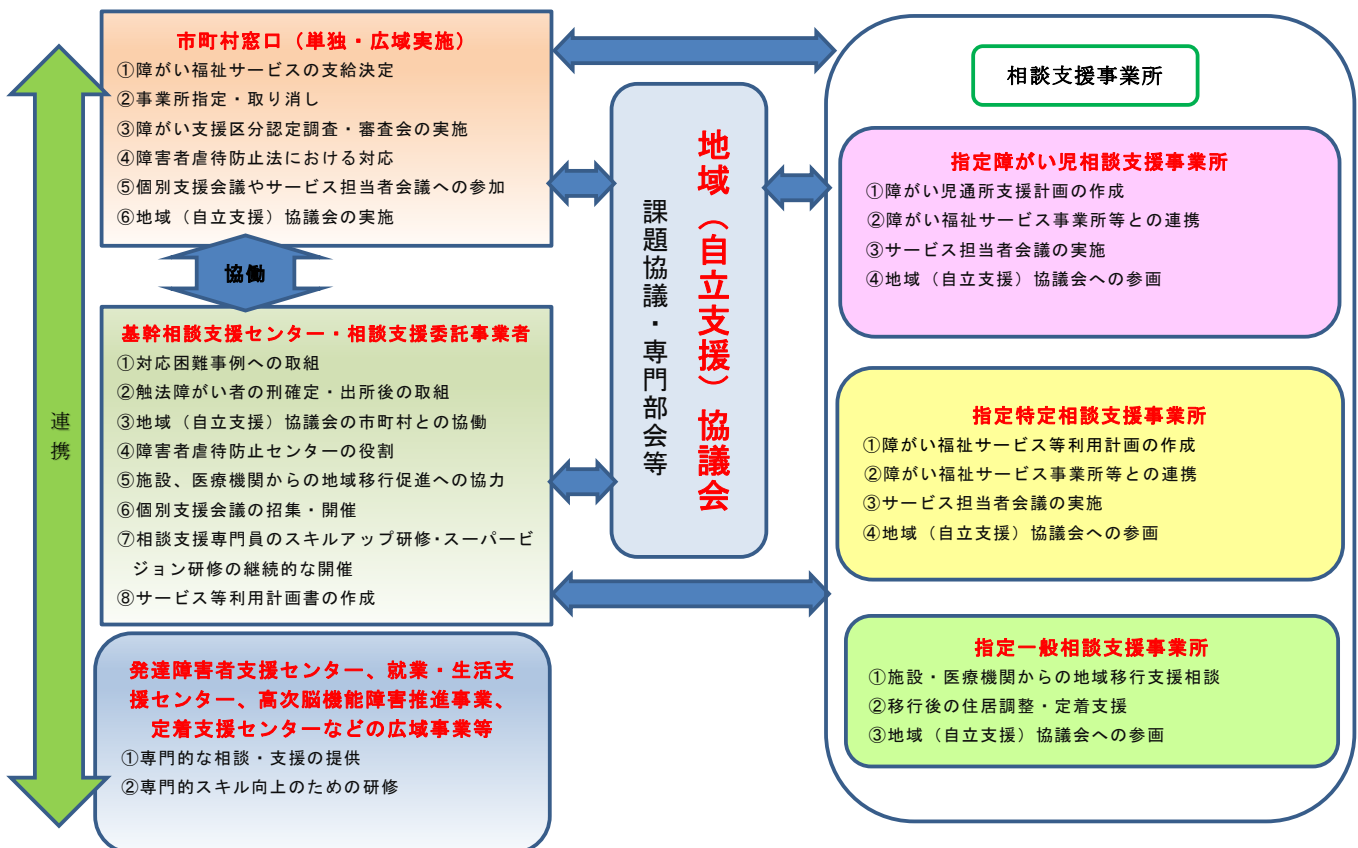 連携
市町村窓口（単独・広域実施）
①障がい福祉サービスの支給決定
②事業所指定・取り消し
③障がい支援区分認定調査・審査会の実施
④障害者虐待防止法における対応
⑤個別支援会議やサービス担当者会議への参加
⑥地域（自立支援）協議会の実施
協働
基幹相談支援センター・相談支援委託事業者
①対応困難事例への取組
②触法障がい者の刑確定・出所後の取組
③地域（自立支援）協議会の市町村との協働
④障害者虐待防止センターの役割
⑤施設、医療機関からの地域移行促進への協力
⑥個別支援会議の招集・開催
⑦相談支援専門員のスキルアップ研修・スーパービ
ジョン研修の継続的な開催
⑧サービス等利用計画書の作成
発達障害者支援センター、就業・生活支
援センター、高次脳機能障害推進事業、
定着支援センターなどの広域事業等
①専門的な相談・支援の提供
②専門的スキル向上のための研修
地域（自立支援）協議会
課題協議・専門部会等
相談支援事業所
指定障がい児相談支援事業所
①障がい児通所支援計画の作成
②障がい福祉サービス事業所等との連携
③サービス担当者会議の実施
④地域（自立支援）協議会への参画
指定特定相談支援事業所
①障がい福祉サービス等利用計画の作成
②障がい福祉サービス事業所等との連携
③サービス担当者会議の実施
④地域（自立支援）協議会への参画
指定一般相談支援事業所
①施設・医療機関からの地域移行支援相談
②移行後の住居調整・定着支援
③地域（自立支援）協議会への参画